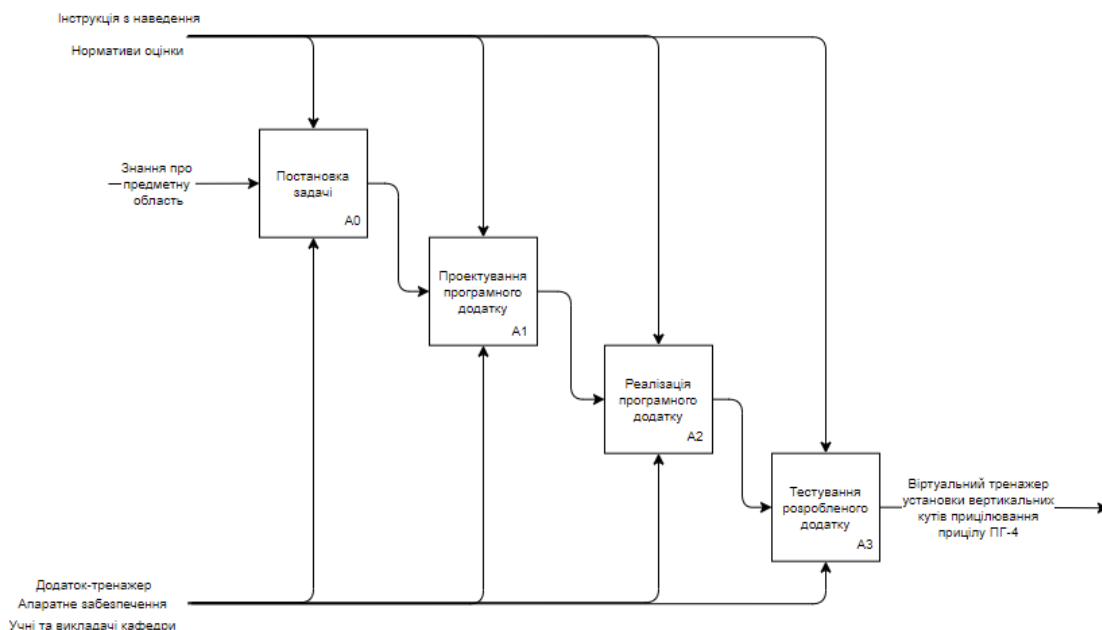 Інструкція з наведення
Нормативи оцінки
Знання про
предметну
область
Постановка
задачі
A0
Проектування
програмного
додатку
A1
Реалізація
програмного
додатку
A2
Тестування
розробленого
додатку
A3
Віртуальний тренажер
установки вертикальних
кутів прицілювання
прицілу ПГ-4
Додаток-тренажер
Апаратне забезпечення
Учні та викладачі кафедри